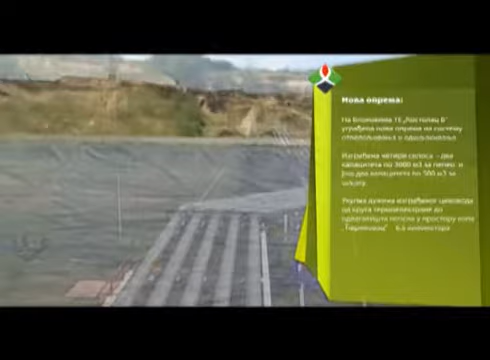 Нова опрема:
На блоковима ТЕ „Костолац Б"
уграђена нова опрема на систему
отпепељивања и одшљакивања
Изграђена четири силоса - два
капацитета по 3000 м3 за пепео и
још два капацитета по 500 м3 за
шљаку.
Укупна дужина изграђеног цевовода
од круга термоелектране до
одлагалишта пепела у простору копа
„Ћириковац" 6,5 километара